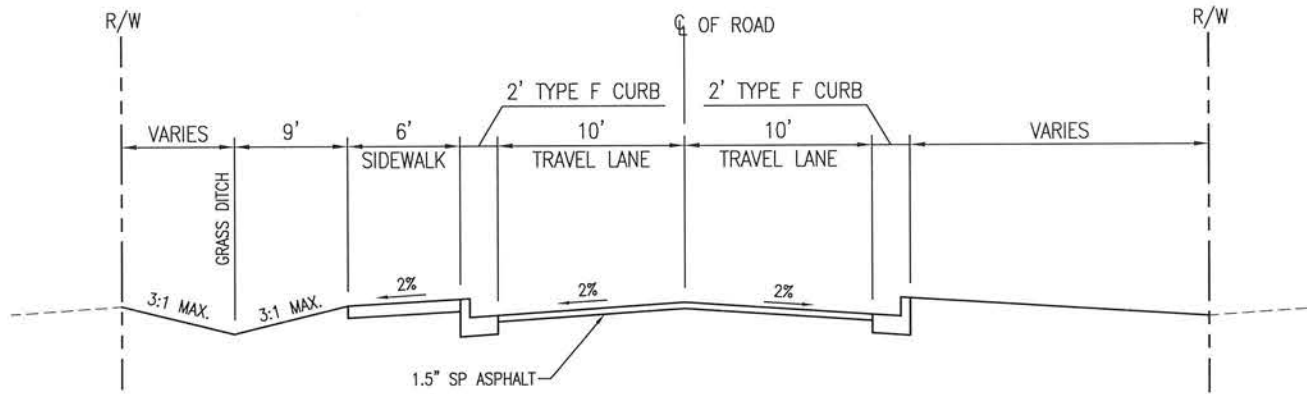 R/W
℄ OF ROAD
R/W
2' TYPE F CURB
2' TYPE F CURB
VARIES
9'
6'
10'
10'
VARIES
SIDEWALK
TRAVEL LANE
TRAVEL LANE
GRASS DITCH
3:1 MAX.
3:1 MAX.
2%
2%
2%
1.5" SP ASPHALT